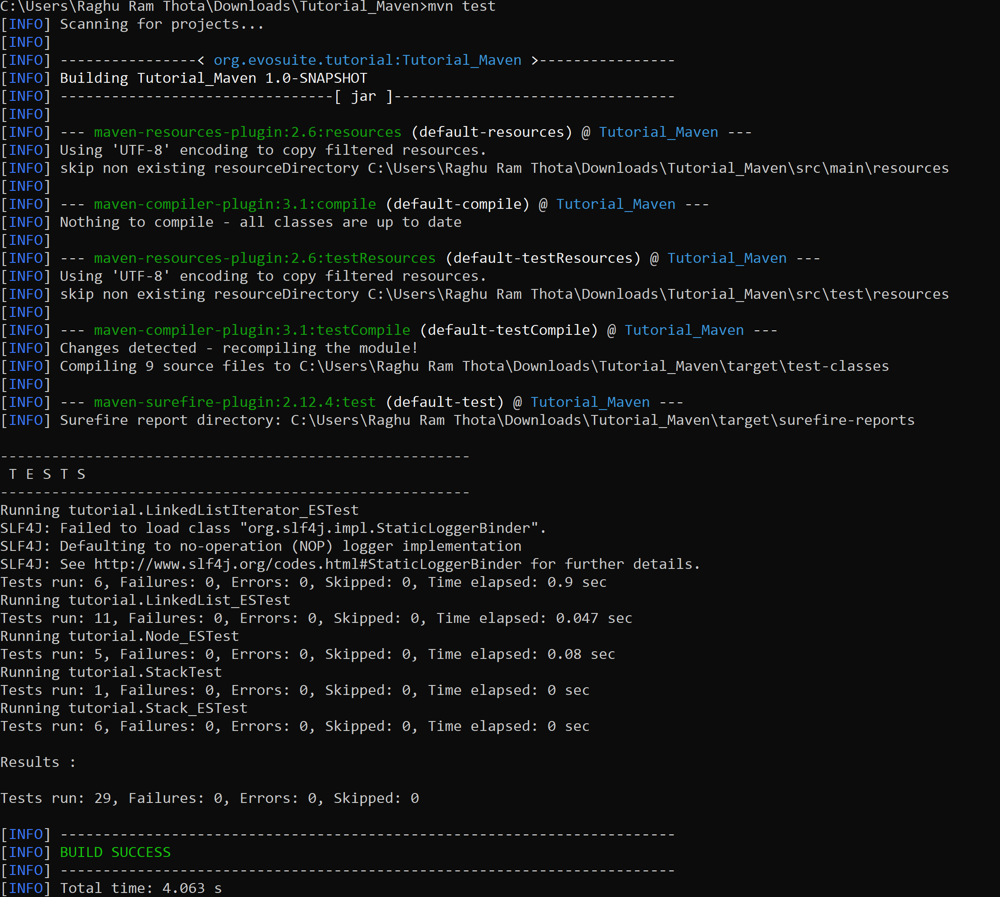 C:\Users\Raghu Ram Thota\Downloads\Tutorial_Maven>mvn test
[INFO] Scanning for projects...
[INFO]
[INFO] ----------------< org.evosuite.tutorial:Tutorial_Maven >----------------
[INFO] Building Tutorial_Maven 1.0-SNAPSHOT
[INFO] --------------------------------[ jar ]---------------------------------
[INFO]
[INFO] --- maven-resources-plugin:2.6:resources (default-resources) @ Tutorial_Maven ---
[INFO] Using 'UTF-8' encoding to copy filtered resources.
[INFO] skip non existing resourceDirectory C:\Users\Raghu Ram Thota\Downloads\Tutorial_Maven\src\main\resources
[INFO]
[INFO] --- maven-compiler-plugin:3.1:compile (default-compile) @ Tutorial_Maven ---
[INFO] Nothing to compile - all classes are up to date
[INFO]
[INFO] --- maven-resources-plugin:2.6:testResources (default-testResources) @ Tutorial_Maven ---
[INFO] Using 'UTF-8' encoding to copy filtered resources.
[INFO] skip non existing resourceDirectory C:\Users\Raghu Ram Thota\Downloads\Tutorial_Maven\src\test\resources
[INFO]
[INFO] --- maven-compiler-plugin:3.1:testCompile (default-testCompile) @ Tutorial_Maven ---
[INFO] Changes detected - recompiling the module!
[INFO] Compiling 9 source files to C:\Users\Raghu Ram Thota\Downloads\Tutorial_Maven\target\test-classes
[INFO]
[INFO] --- maven-surefire-plugin:2.12.4:test (default-test) @ Tutorial_Maven ---
[INFO] Surefire report directory: C:\Users\Raghu Ram Thota\Downloads\Tutorial_Maven\target\surefire-reports
-------------------------------------------------------
 T E S T S
-------------------------------------------------------
Running tutorial.LinkedListIterator_ESTest
SLF4J: Failed to load class "org.slf4j.impl.StaticLoggerBinder".
SLF4J: Defaulting to no-operation (NOP) logger implementation
SLF4J: See http://www.slf4j.org/codes.html#StaticLoggerBinder for further details.
Tests run: 6, Failures: 0, Errors: 0, Skipped: 0, Time elapsed: 0.9 sec
Running tutorial.LinkedList_ESTest
Tests run: 11, Failures: 0, Errors: 0, Skipped: 0, Time elapsed: 0.047 sec
Running tutorial.Node_ESTest
Tests run: 5, Failures: 0, Errors: 0, Skipped: 0, Time elapsed: 0.08 sec
Running tutorial.StackTest
Tests run: 1, Failures: 0, Errors: 0, Skipped: 0, Time elapsed: 0 sec
Running tutorial.Stack_ESTest
Tests run: 6, Failures: 0, Errors: 0, Skipped: 0, Time elapsed: 0 sec
Results :
Tests run: 29, Failures: 0, Errors: 0, Skipped: 0
[INFO] ------------------------------------------------------------------------
[INFO] BUILD SUCCESS
[INFO] ------------------------------------------------------------------------
[INFO] Total time: 4.063 s